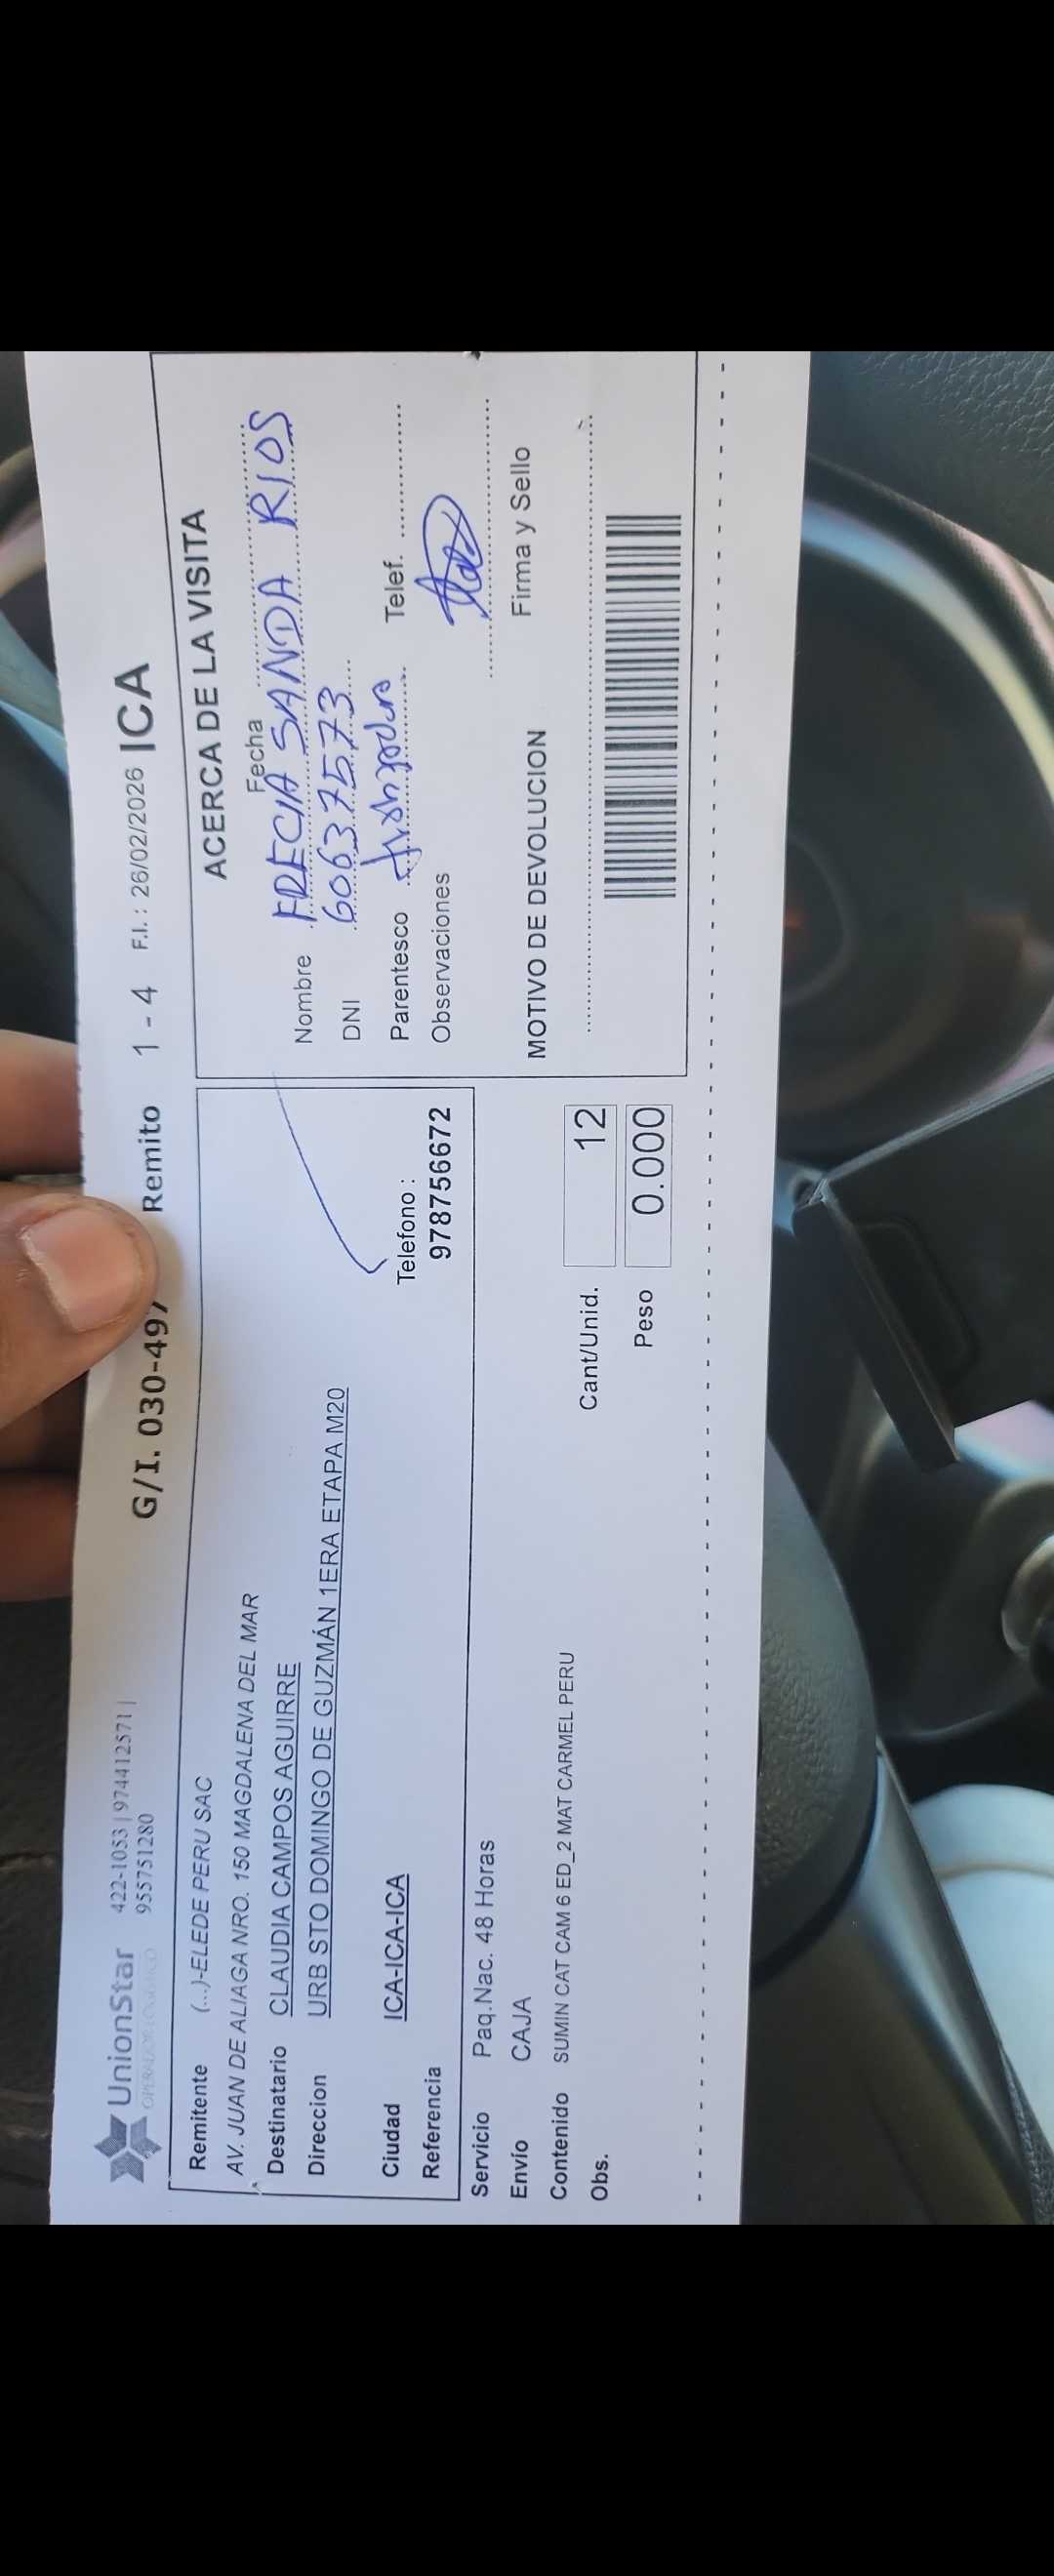 UnionStar 422-1053 | 974412571 |
OPERADOR LOGISTICO 955751280
G/I. 030-497 Remito 1 - 4 F.I. : 26/02/2026 ICA
Remitente (...)-ELEDE PERU SAC
AV. JUAN DE ALIAGA NRO. 150 MAGDALENA DEL MAR
Destinatario CLAUDIA CAMPOS AGUIRRE
Direccion URB STO DOMINGO DE GUZMÁN 1ERA ETAPA M20
Ciudad ICA-ICA-ICA
Telefono :
Referencia 978756672
Servicio Paq.Nac. 48 Horas
Envío CAJA
Contenido SUMIN CAT CAM 6 ED_2 MAT CARMEL PERU
Obs.
Cant/Unid. 12
Peso 0.000
ACERCA DE LA VISITA
Fecha
Nombre FRECIA SANDA RIOS
DNI 60637573
Parentesco Telef.
Observaciones
Firma y Sello
MOTIVO DE DEVOLUCION